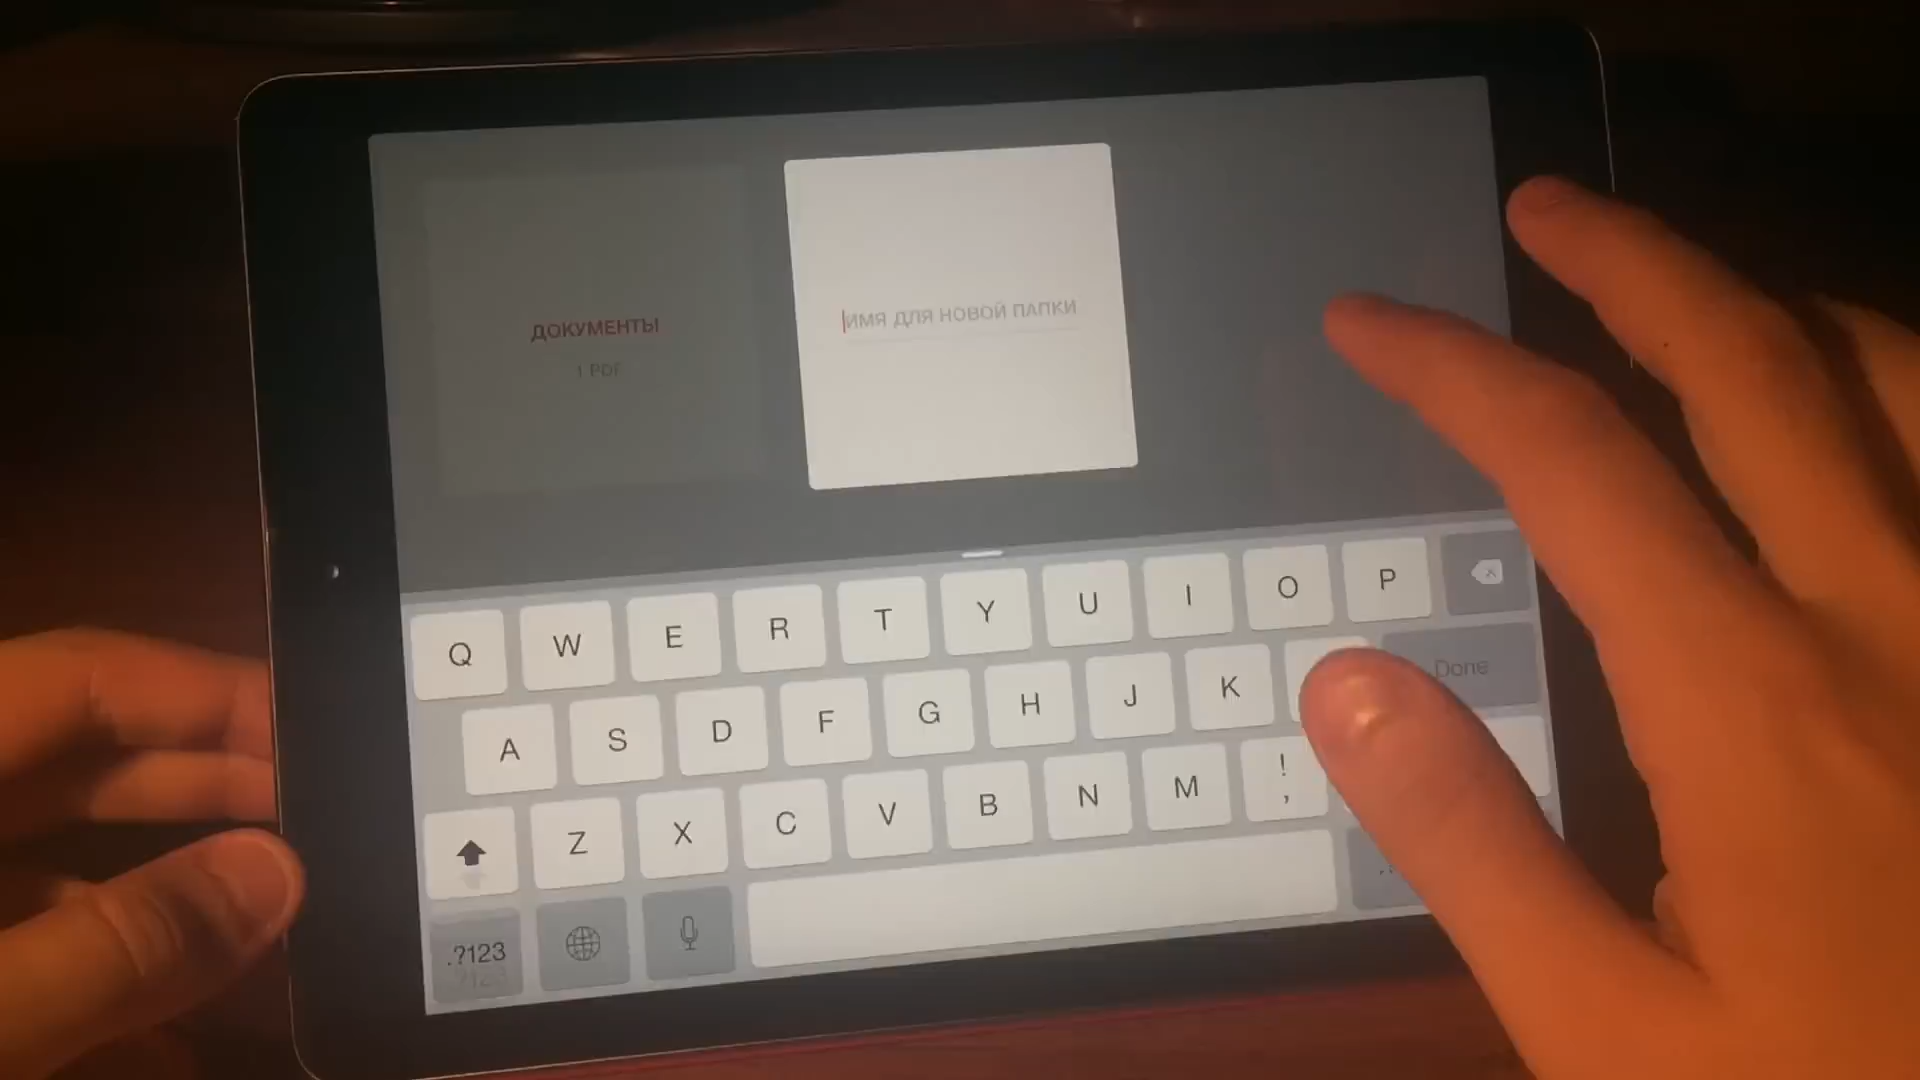 ДОКУМЕНТЫ
1 PDF
ИМЯ ДЛЯ НОВОЙ ПАПКИ
Q W E R T Y U I O P
A S D F G H J K Done
Z X C V B N M ! ,
.?123